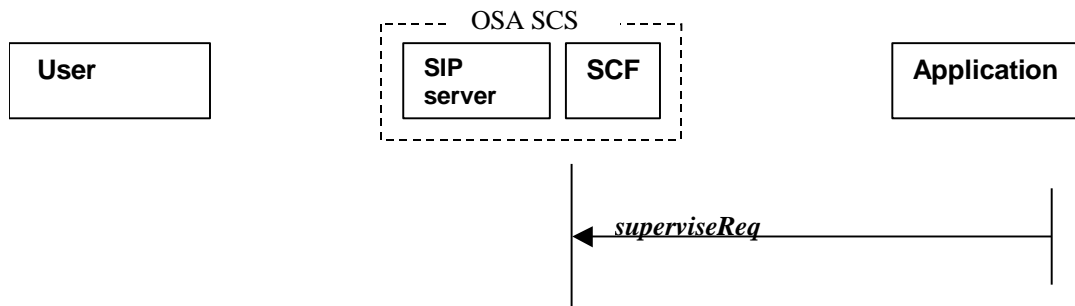 OSA SCS
User
SIP
server
SCF
Application
superviseReq